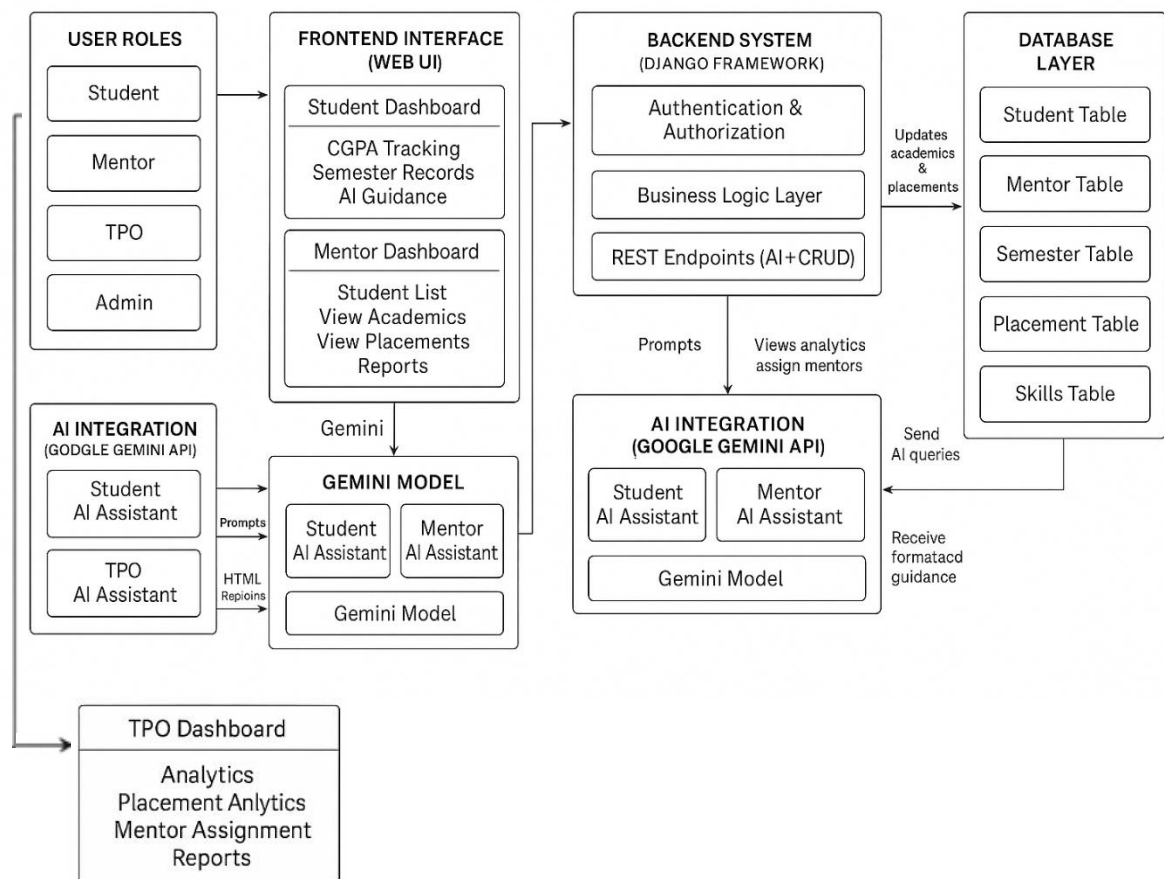 USER ROLES
Student
Mentor
TPO
Admin
FRONTEND INTERFACE
(WEB UI)
Student Dashboard
CGPA Tracking
Semester Records
AI Guidance
Mentor Dashboard
Student List
View Academics
View Placements
Reports
BACKEND SYSTEM
(DJANGO FRAMEWORK)
Authentication &
Authorization
Business Logic Layer
REST Endpoints (AI+CRUD)
Updates
academics
&
placements
DATABASE
LAYER
Student Table
Mentor Table
Semester Table
Placement Table
Skills Table
Prompts
Views analytics
assign mentors
AI INTEGRATION
(GODGLE GEMINI API)
Student
AI Assistant
TPO
AI Assistant
Prompts
HTML
Repioins
Gemini
GEMINI MODEL
Student
AI Assistant
Mentor
AI Assistant
Gemini Model
AI INTEGRATION
(GOOGLE GEMINI API)
Student
AI Assistant
Mentor
AI Assistant
Gemini Model
Send
AI queries
Receive
formatacd
guidance
TPO Dashboard
Analytics
Placement Anlytics
Mentor Assignment
Reports